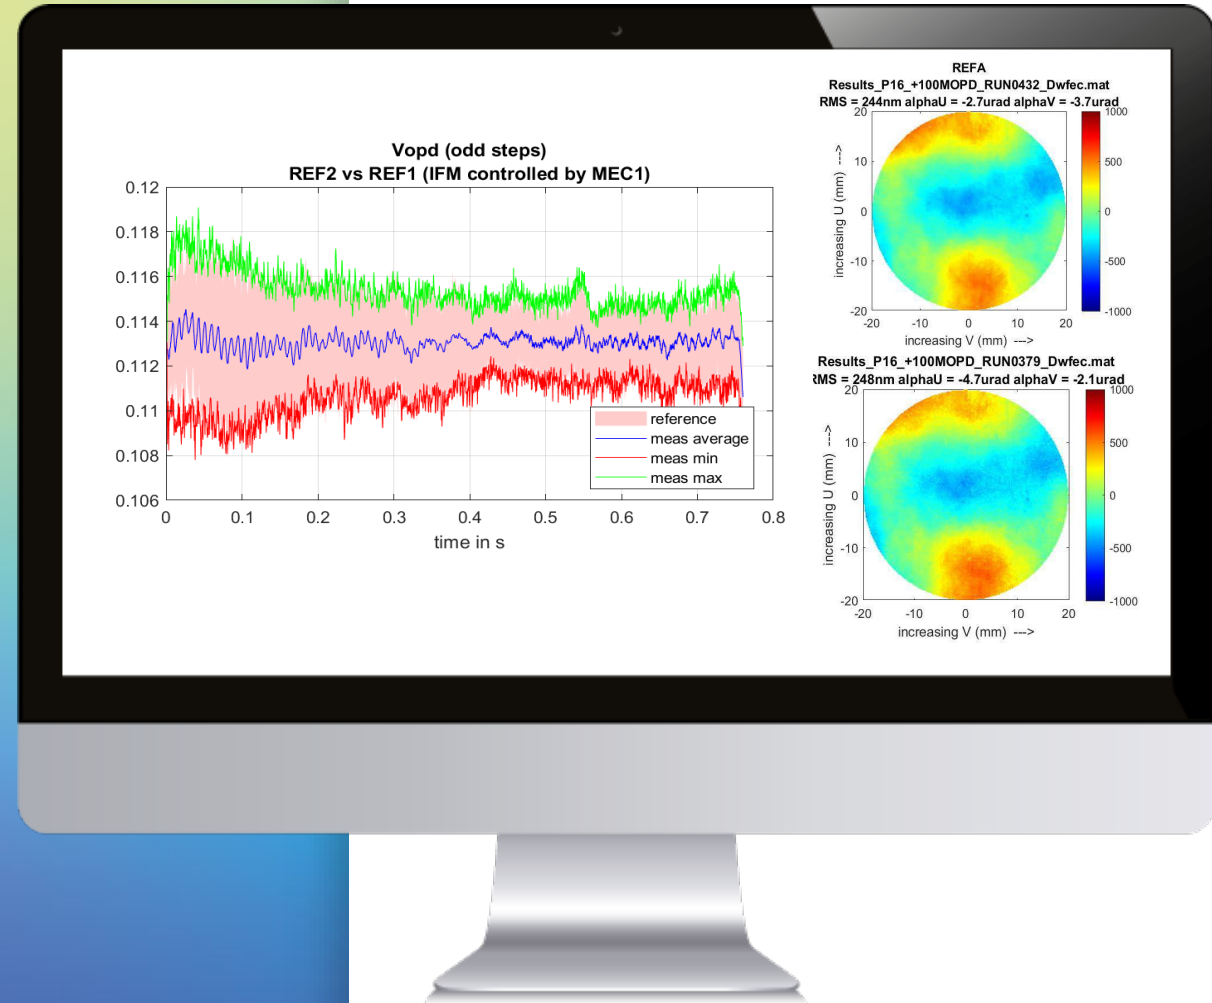 Vopd (odd steps)
REF2 vs REF1 (IFM controlled by MEC1)
0.12
0.118
0.116
0.114
0.112
0.11
0.108
0.106
0
0.1
0.2
0.3
0.4
0.5
0.6
0.7
0.8
time in s
reference
meas average
meas min
meas max
REFA
Results_P16_+100MOPD_RUN0432_Dwfec.mat
RMS = 244nm alphaU = -2.7urad alphaV = -3.7urad
20
10
0
-10
-20
increasing U (mm) --->
-20
-10
0
10
20
increasing V (mm) --->
1000
500
0
-500
-1000
Results_P16_+100MOPD_RUN0379_Dwfec.mat
RMS = 248nm alphaU = -4.7urad alphaV = -2.1urad
20
10
0
-10
-20
increasing U (mm) --->
-20
-10
0
10
20
increasing V (mm) --->
1000
500
0
-500
-1000